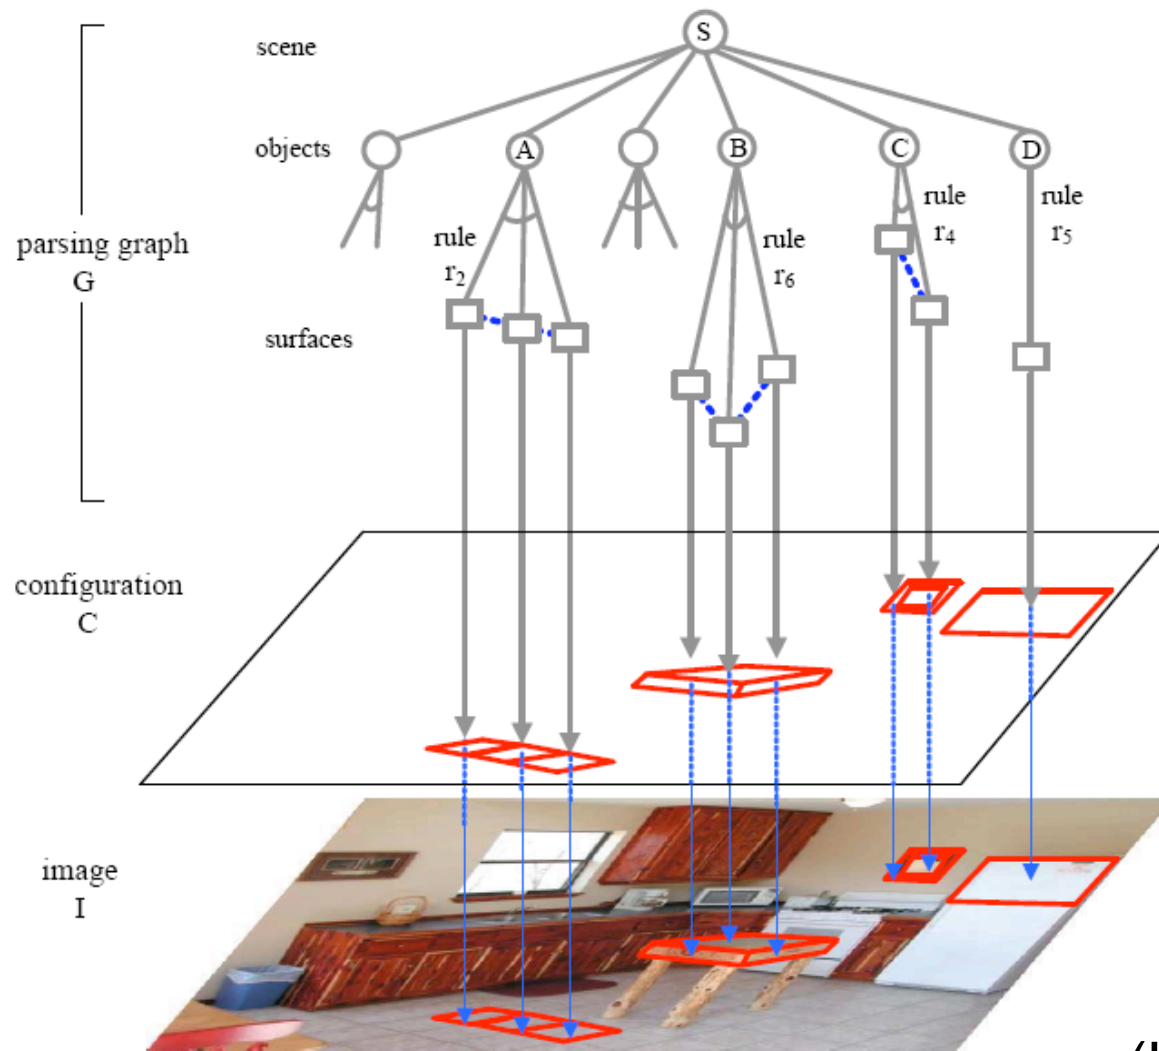 scene
S
objects
A
B
C
D
rule
r4
rule
r5
rule
r2
rule
r6
parsing graph
G
surfaces
configuration
C
image
I